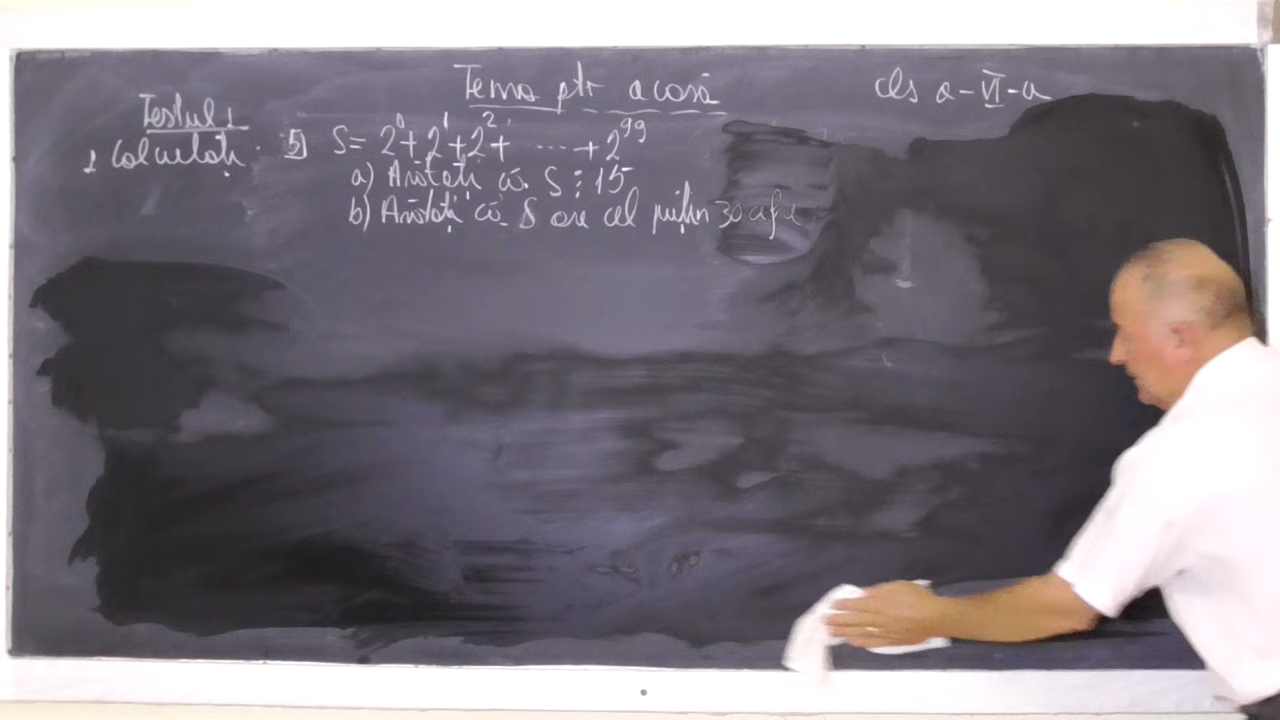 Tema ptr acasă
cls a-VI-a
Testul 1
1 Calculați.
5) S = 2⁰ + 2¹ + 2² + ..... + 2⁹⁹
a) Arătați că S ⋮ 15
b) Arătați că S are cel puțin 30 cifre